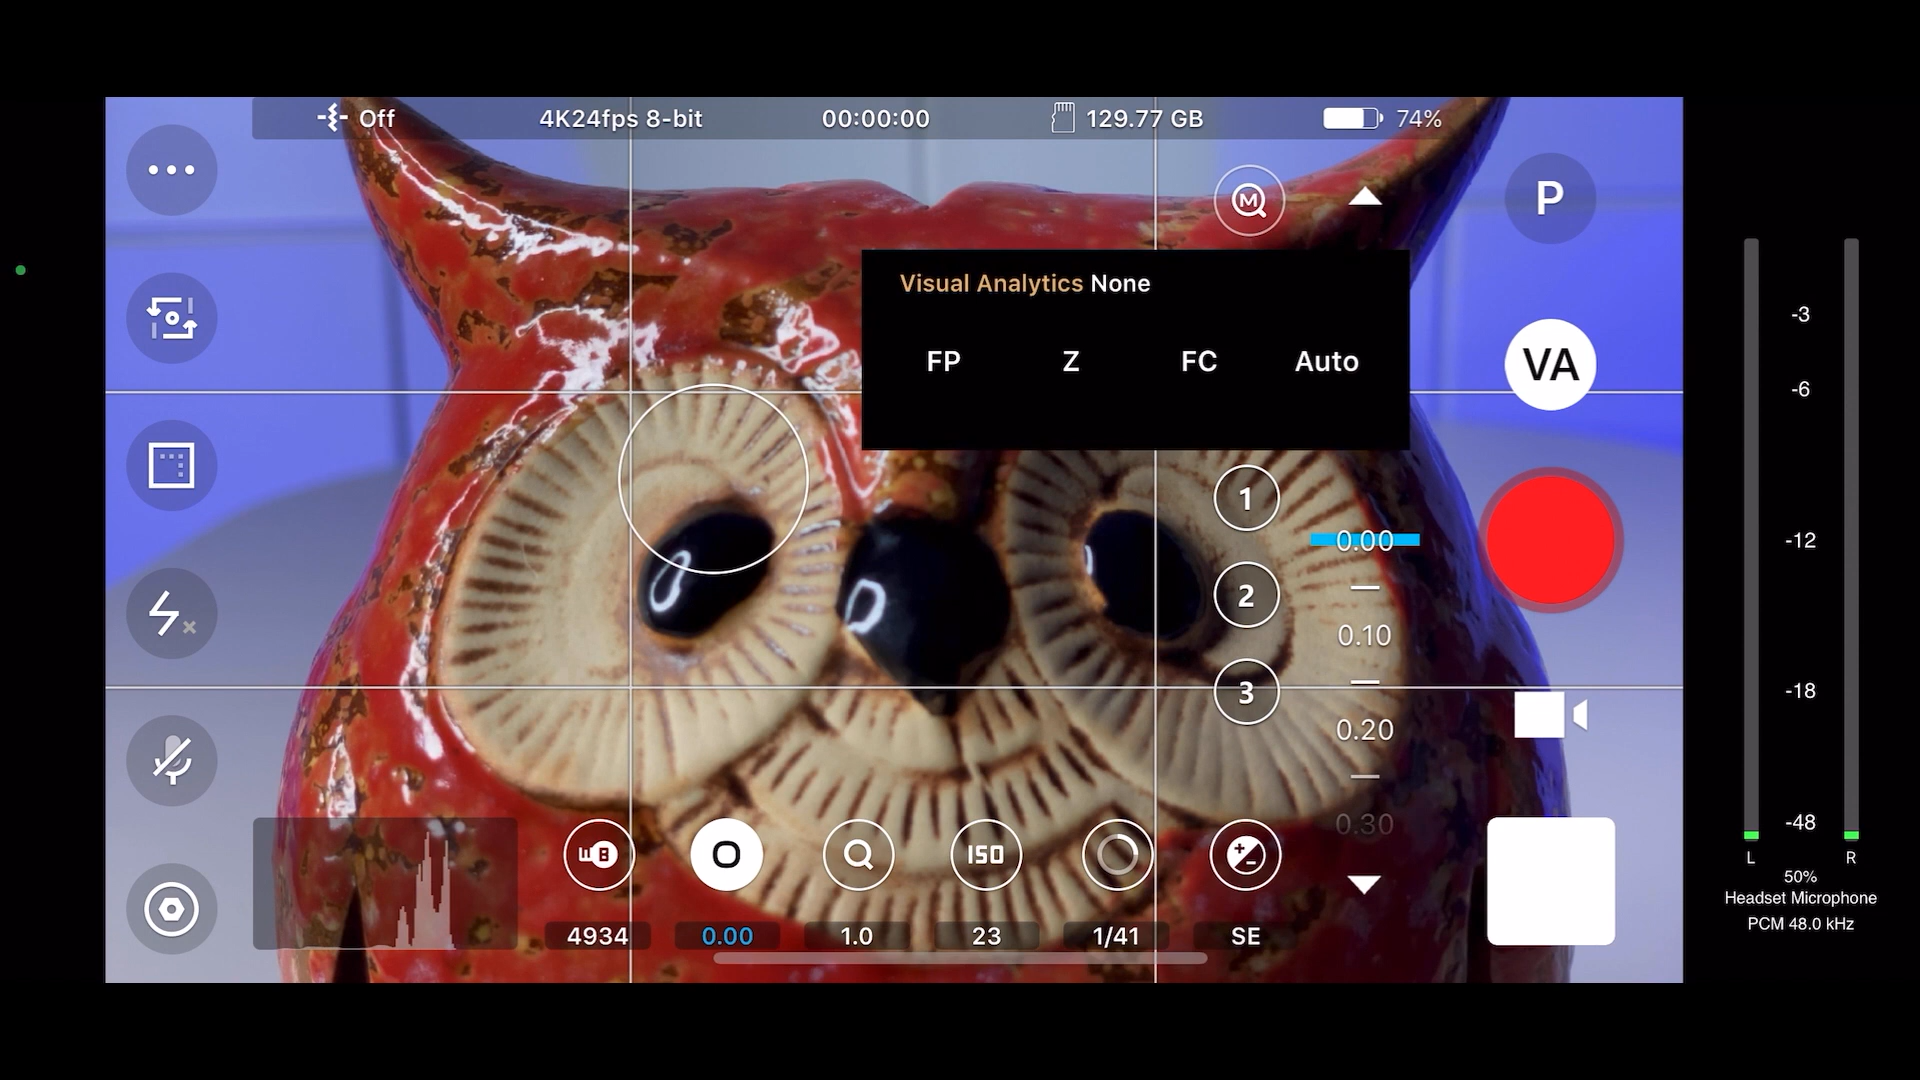 Off 4K24fps 8-bit 00:00:00 129.77 GB 74%
M
P
Visual Analytics None
FP Z FC Auto
VA
1
2
3
0.00
0.10
0.20
0.30
WB ISO
4934 0.00 1.0 23 1/41 SE
-3
-6
-12
-18
-48
L R
50%
Headset Microphone
PCM 48.0 kHz